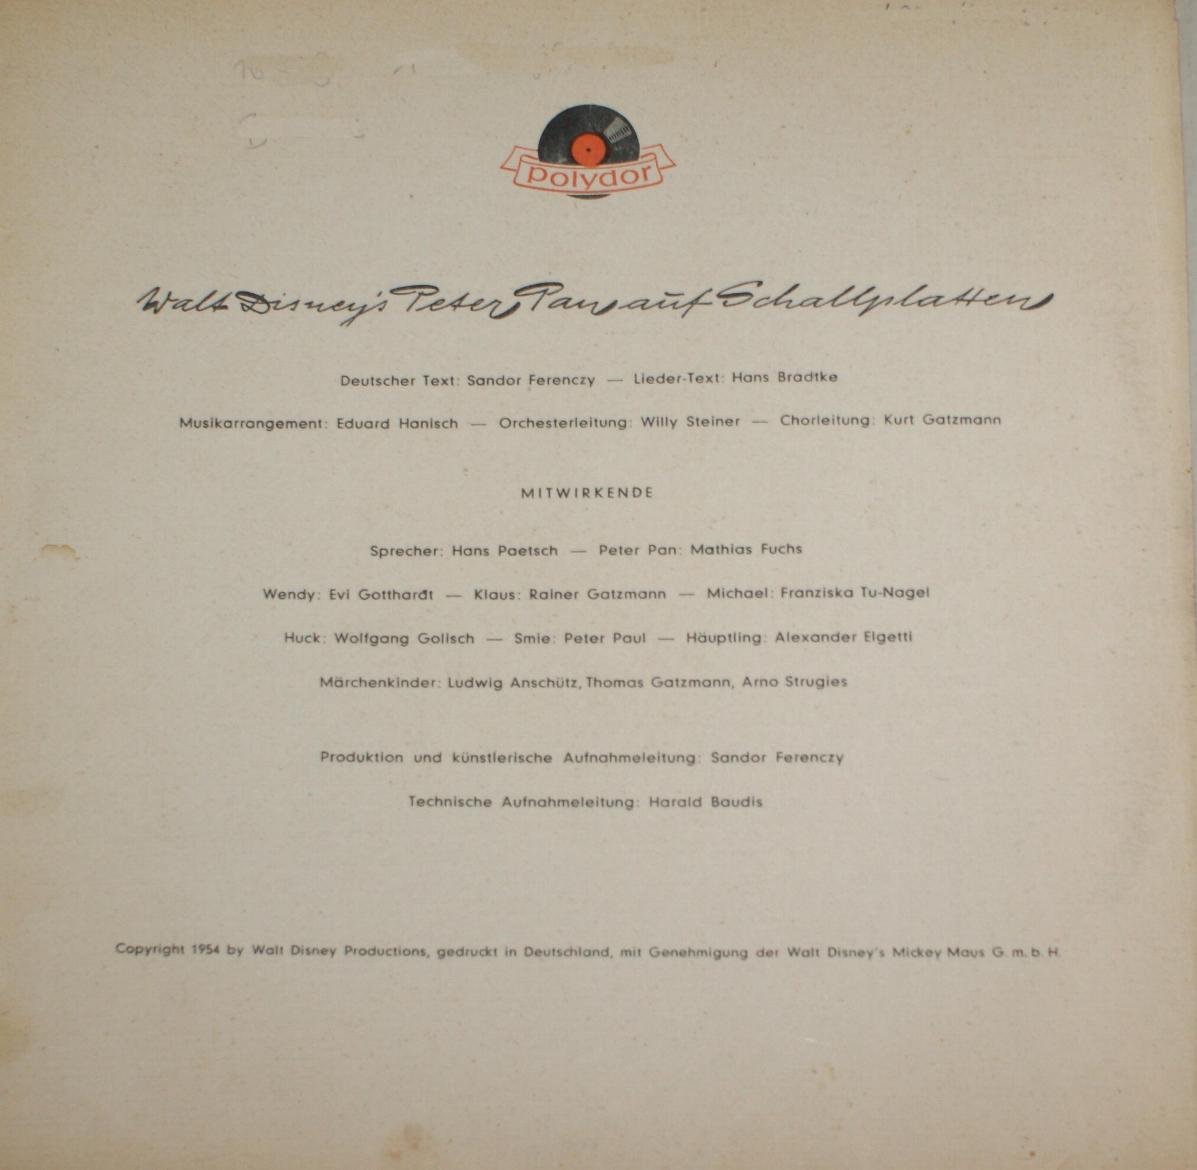 polydor
Walt Disney's Peter Pan auf Schallplatten
Deutscher Text: Sandor Ferenczy — Lieder-Text: Hans Bradtke
Musikarrangement: Eduard Hanisch — Orchesterleitung: Willy Steiner — Chorleitung: Kurt Gatzmann
MITWIRKENDE
Sprecher: Hans Paetsch — Peter Pan: Mathias Fuchs
Wendy: Evi Gotthardt — Klaus: Rainer Gatzmann — Michael: Franziska Tu-Nagel
Huck: Wolfgang Golisch — Smie: Peter Paul — Häuptling: Alexander Elgetti
Märchenkinder: Ludwig Anschütz, Thomas Gatzmann, Arno Strugies
Produktion und künstlerische Aufnahmeleitung: Sandor Ferenczy
Technische Aufnahmeleitung: Harald Baudis
Copyright 1954 by Walt Disney Productions, gedruckt in Deutschland, mit Genehmigung der Walt Disney's Mickey Maus G. m. b. H.